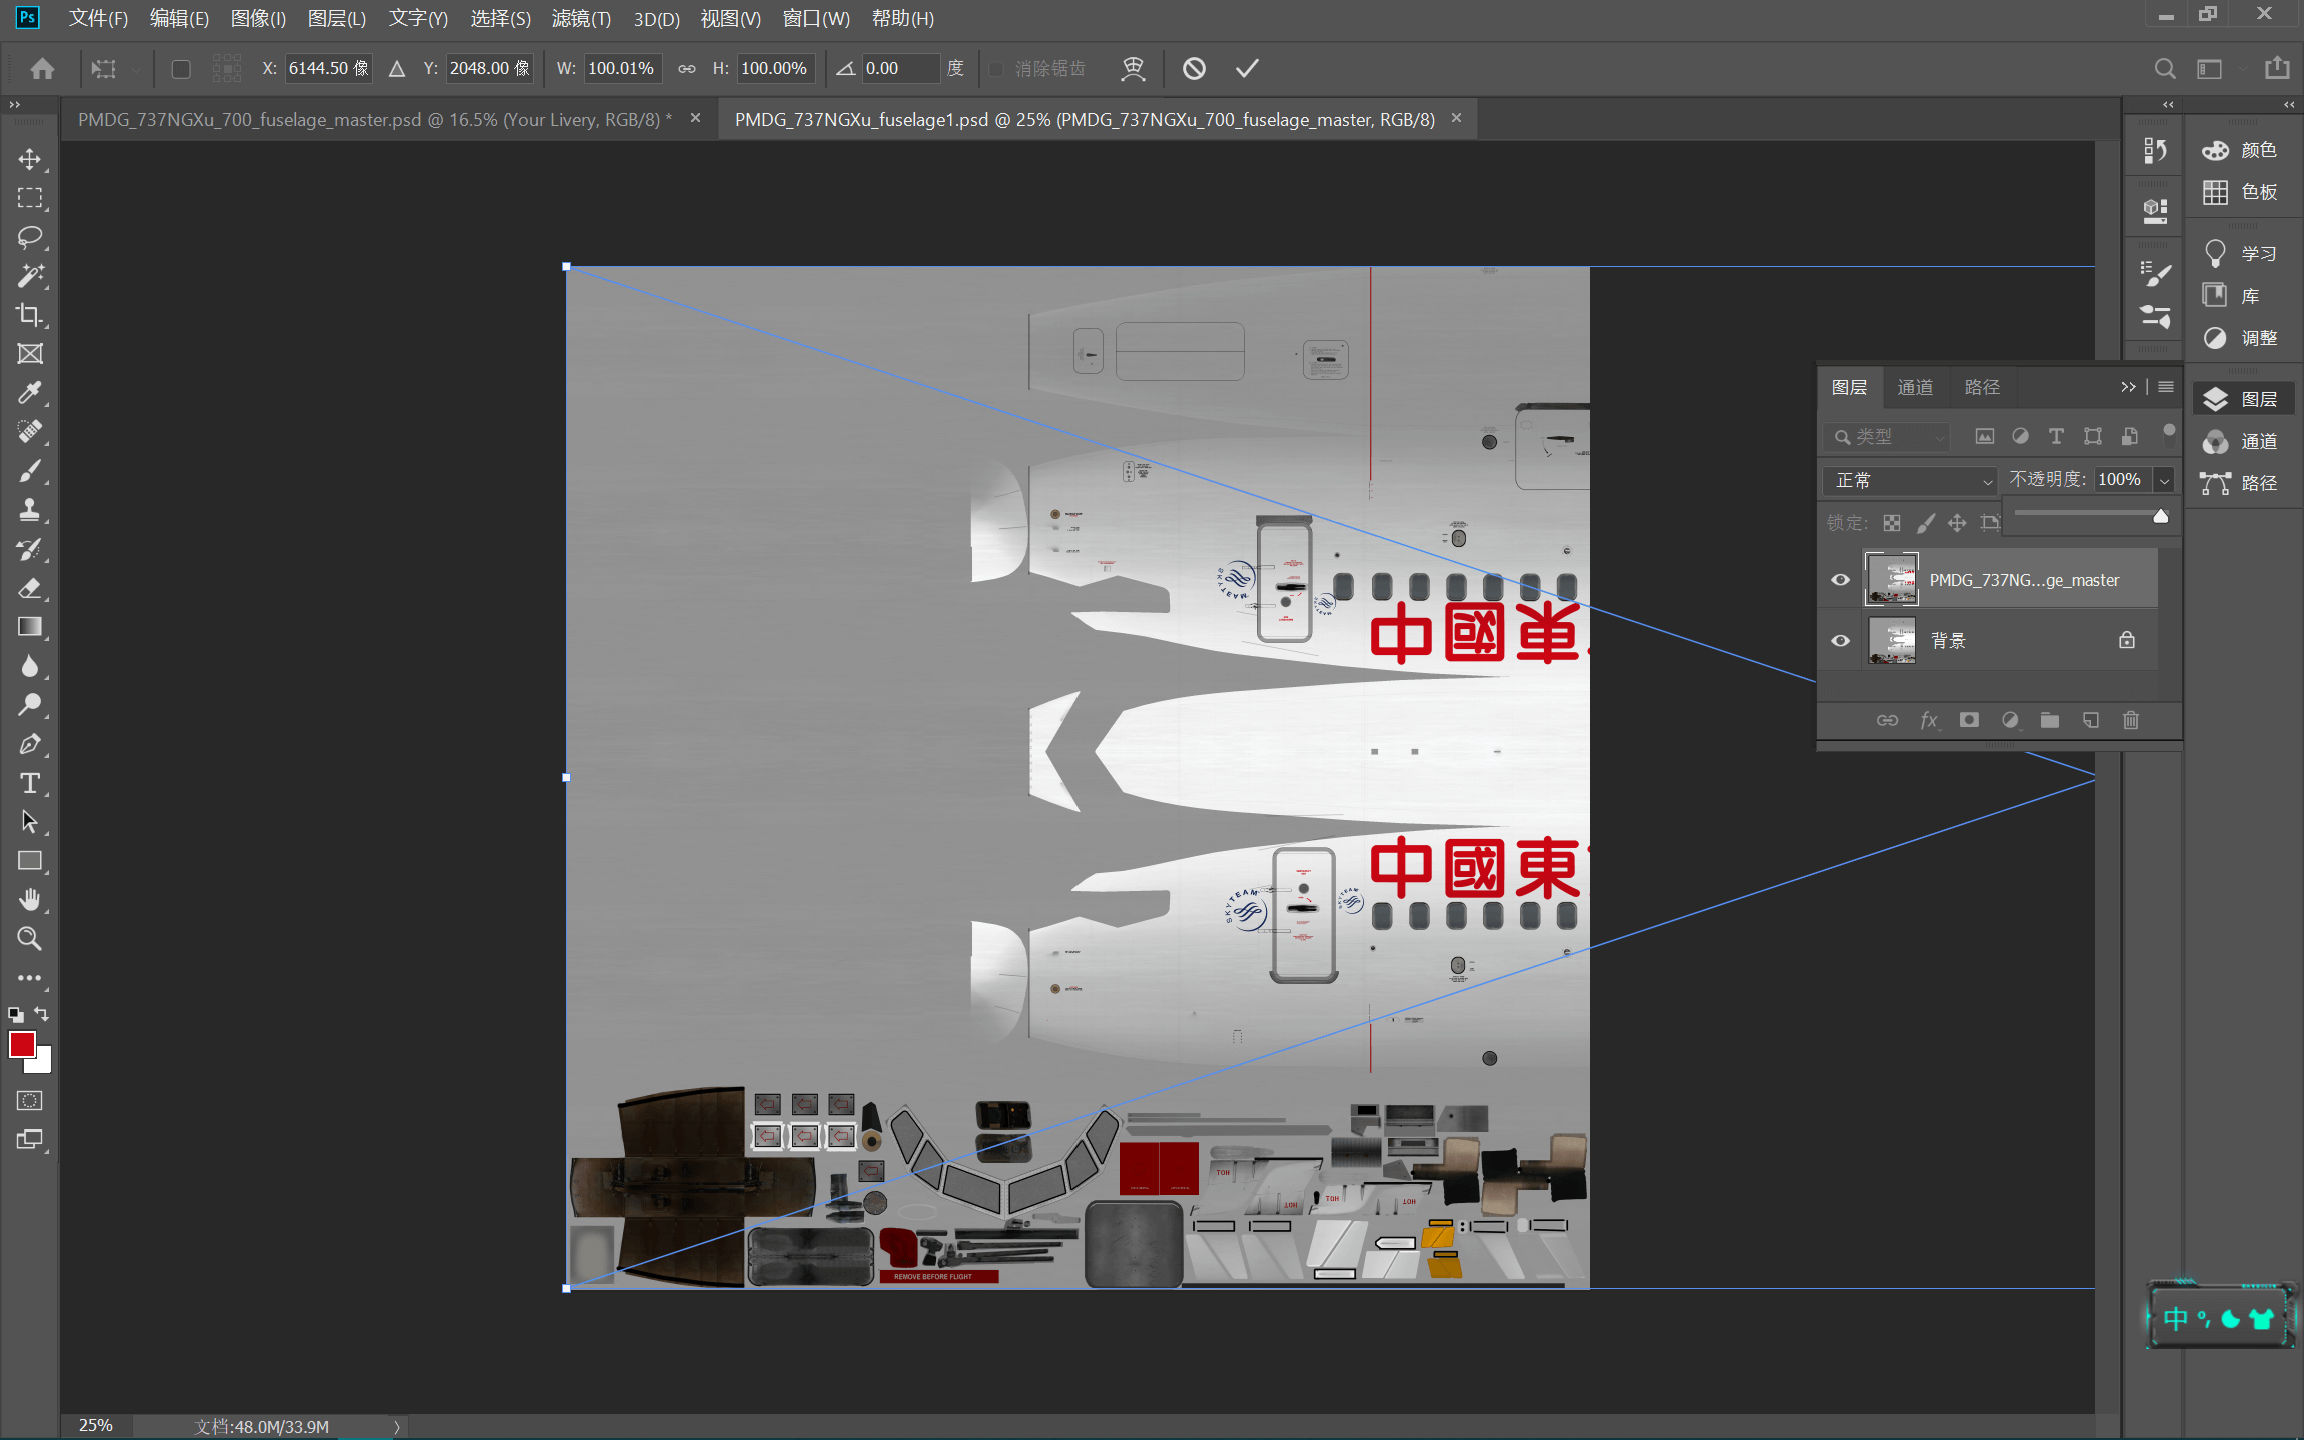 Ps 文件(F) 编辑(E) 图像(I) 图层(L) 文字(Y) 选择(S) 滤镜(T) 3D(D) 视图(V) 窗口(W) 帮助(H)
X: 6144.50 像 Y: 2048.00 像 W: 100.01% H: 100.00% 0.00 度 消除锯齿
PMDG_737NGXu_700_fuselage_master.psd @ 16.5% (Your Livery, RGB/8) *
PMDG_737NGXu_fuselage1.psd @ 25% (PMDG_737NGXu_700_fuselage_master, RGB/8)
颜色
色板
学习
库
调整
图层
通道
路径
图层 通道 路径
类型
正常 不透明度: 100%
锁定:
PMDG_737NG...ge_master
背景
SKYTEAM
中國東
中國東
SKYTEAM
SKYTEAM
HOT
HOT
HOT
HOT
REMOVE BEFORE FLIGHT
中
25% 文档:48.0M/33.9M